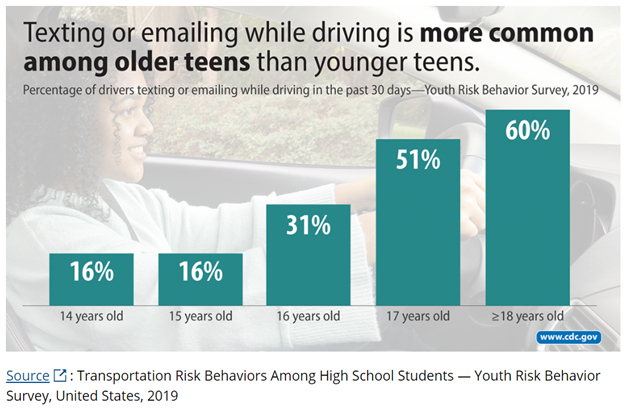 Texting or emailing while driving is more common
among older teens than younger teens.
Percentage of drivers texting or emailing while driving in the past 30 days—Youth Risk Behavior Survey, 2019
60%
51%
31%
16% 16%
14 years old 15 years old 16 years old 17 years old ≥18 years old
www.cdc.gov
Source : Transportation Risk Behaviors Among High School Students — Youth Risk Behavior
Survey, United States, 2019